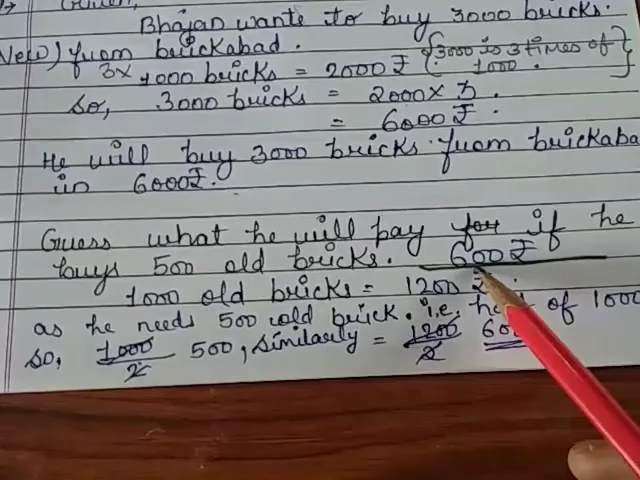 Given,
Bhajan wants to buy 3000 bricks.
New) from brickabad.
3x 1000 bricks = 2000₹ {3000 is 3 times of
1000.}
so, 3000 bricks = 2000 x 3.
= 6000₹.
He will buy 3000 bricks from brickaba
in 6000₹.
Guess what he will pay for if he
buys 500 old bricks. 600₹
1000 old bricks = 1200 ₹.
as he needs 500 old brick. i.e. of 1000
so, 1000/2 500, similarly = 1200/2